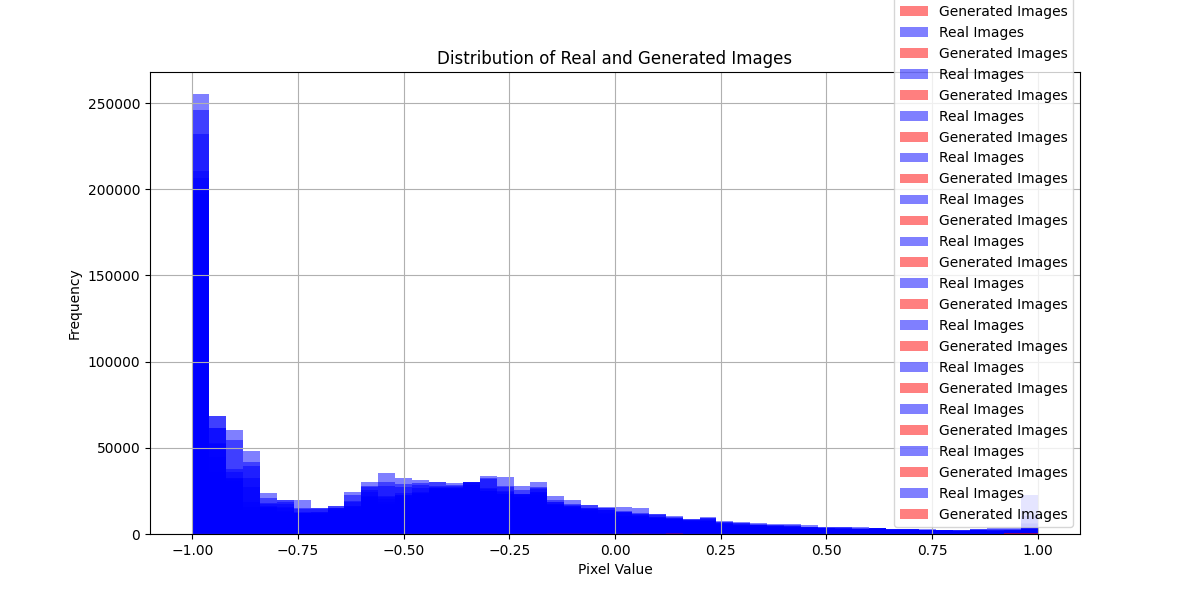 Distribution of Real and Generated Images
Generated Images
Real Images
Generated Images
Real Images
Generated Images
Real Images
Generated Images
Real Images
Generated Images
Real Images
Generated Images
Real Images
Generated Images
Real Images
Generated Images
Real Images
Generated Images
Real Images
Generated Images
Real Images
Generated Images
Real Images
Generated Images
Real Images
Generated Images
250000
200000
150000
100000
50000
0
Frequency
−1.00
−0.75
−0.50
−0.25
0.00
0.25
0.50
0.75
1.00
Pixel Value